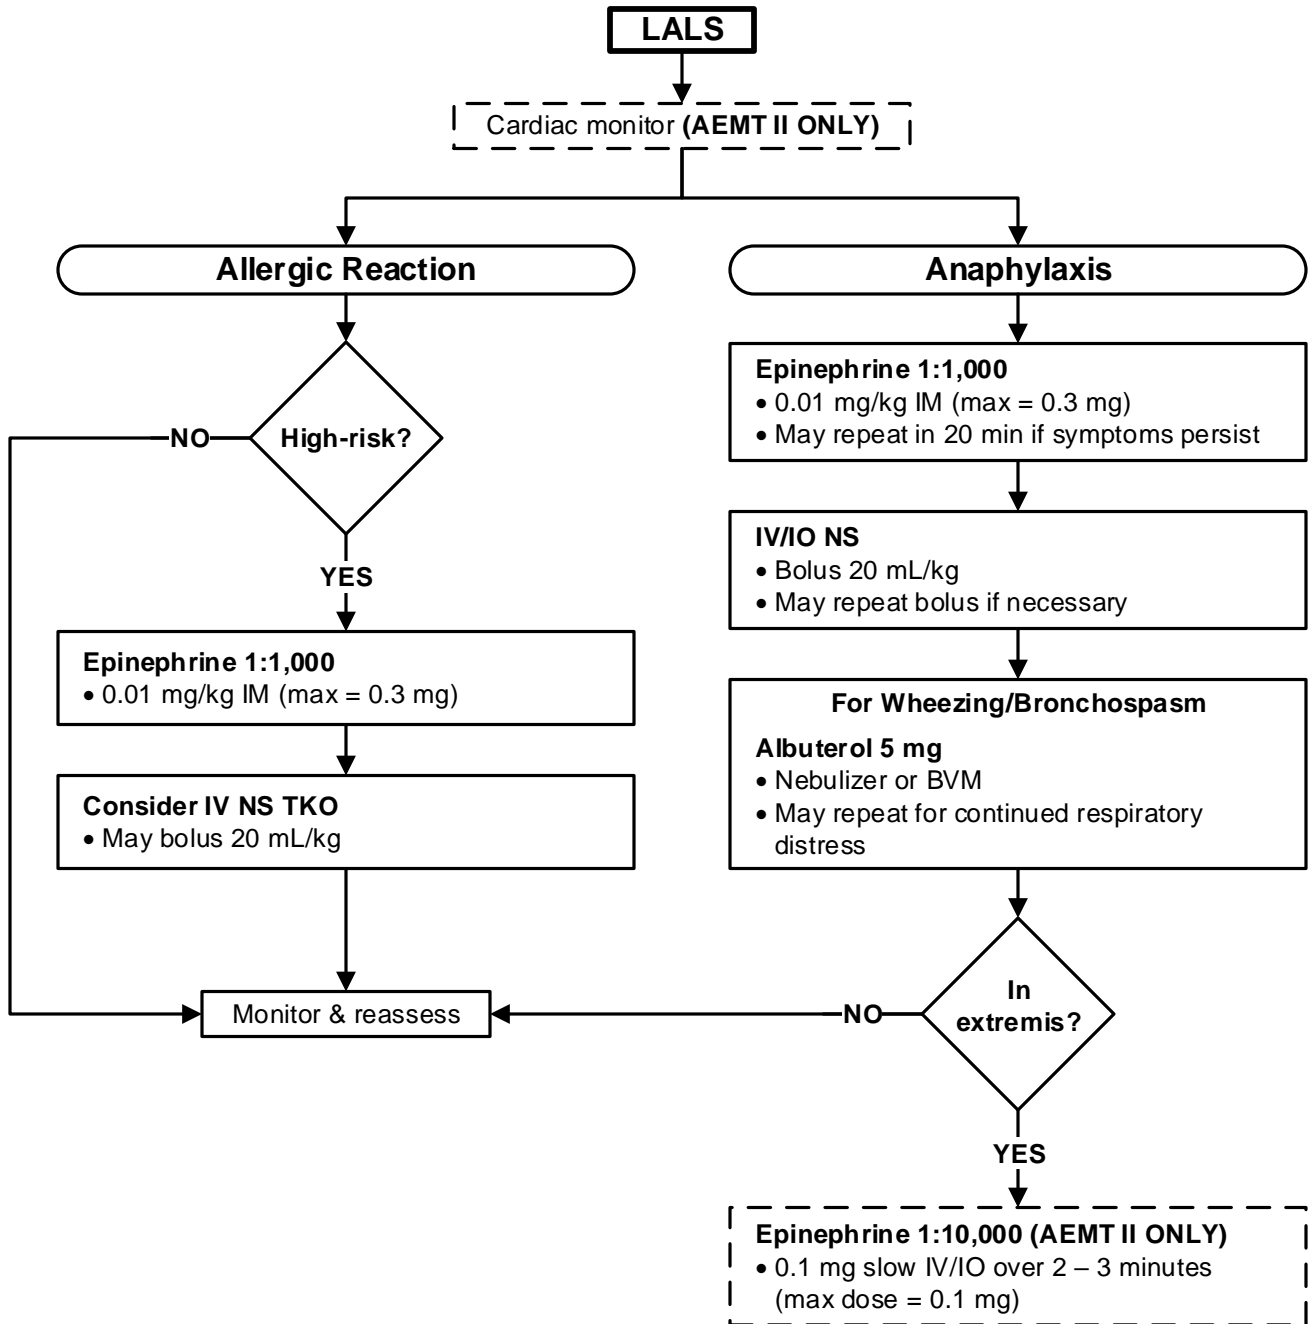 LALS
Cardiac monitor (AEMT II ONLY)
Allergic Reaction
High-risk?
NO
YES
Epinephrine 1:1,000
• 0.01 mg/kg IM (max = 0.3 mg)
Consider IV NS TKO
• May bolus 20 mL/kg
Monitor & reassess
Anaphylaxis
Epinephrine 1:1,000
• 0.01 mg/kg IM (max = 0.3 mg)
• May repeat in 20 min if symptoms persist
IV/IO NS
• Bolus 20 mL/kg
• May repeat bolus if necessary
For Wheezing/Bronchospasm
Albuterol 5 mg
• Nebulizer or BVM
• May repeat for continued respiratory
distress
In
extremis?
NO
YES
Epinephrine 1:10,000 (AEMT II ONLY)
• 0.1 mg slow IV/IO over 2 – 3 minutes
(max dose = 0.1 mg)